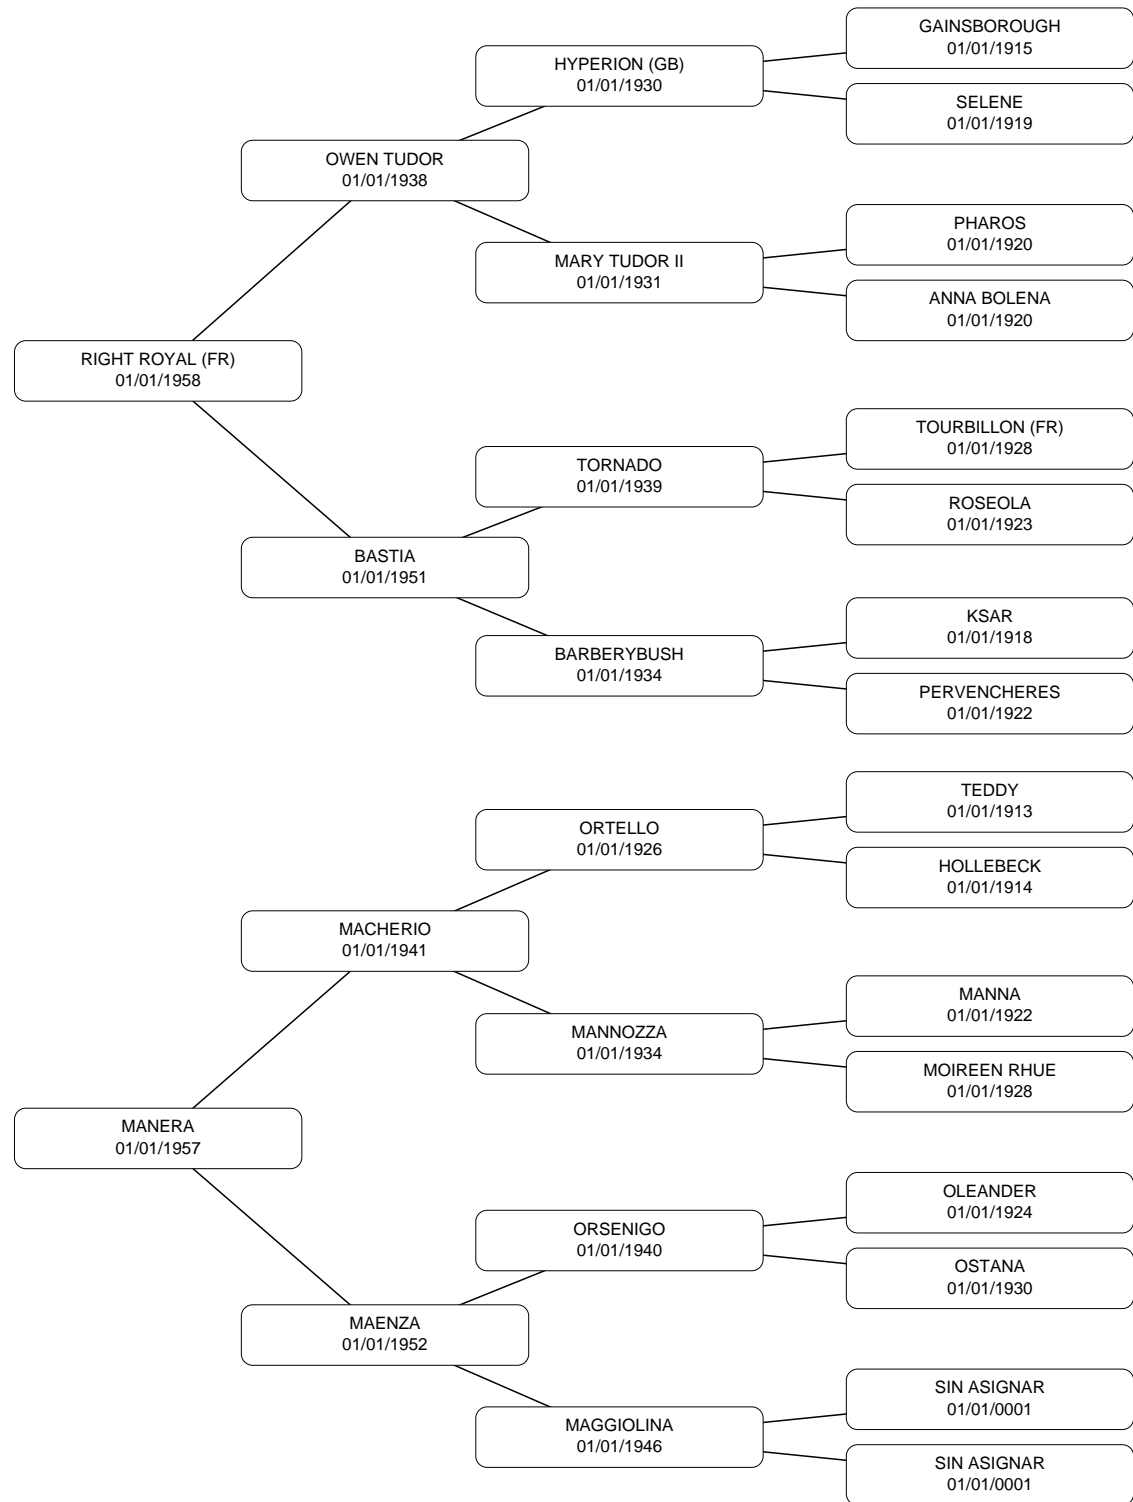 GAINSBOROUGH
01/01/1915
HYPERION (GB)
01/01/1930
SELENE
01/01/1919
OWEN TUDOR
01/01/1938
PHAROS
01/01/1920
MARY TUDOR II
01/01/1931
ANNA BOLENA
01/01/1920
RIGHT ROYAL (FR)
01/01/1958
TOURBILLON (FR)
01/01/1928
TORNADO
01/01/1939
ROSEOLA
01/01/1923
BASTIA
01/01/1951
KSAR
01/01/1918
BARBERYBUSH
01/01/1934
PERVENCHERES
01/01/1922
TEDDY
01/01/1913
ORTELLO
01/01/1926
HOLLEBECK
01/01/1914
MACHERIO
01/01/1941
MANNA
01/01/1922
MANNOZZA
01/01/1934
MOIREEN RHUE
01/01/1928
MANERA
01/01/1957
OLEANDER
01/01/1924
ORSENIGO
01/01/1940
OSTANA
01/01/1930
MAENZA
01/01/1952
SIN ASIGNAR
01/01/0001
MAGGIOLINA
01/01/1946
SIN ASIGNAR
01/01/0001